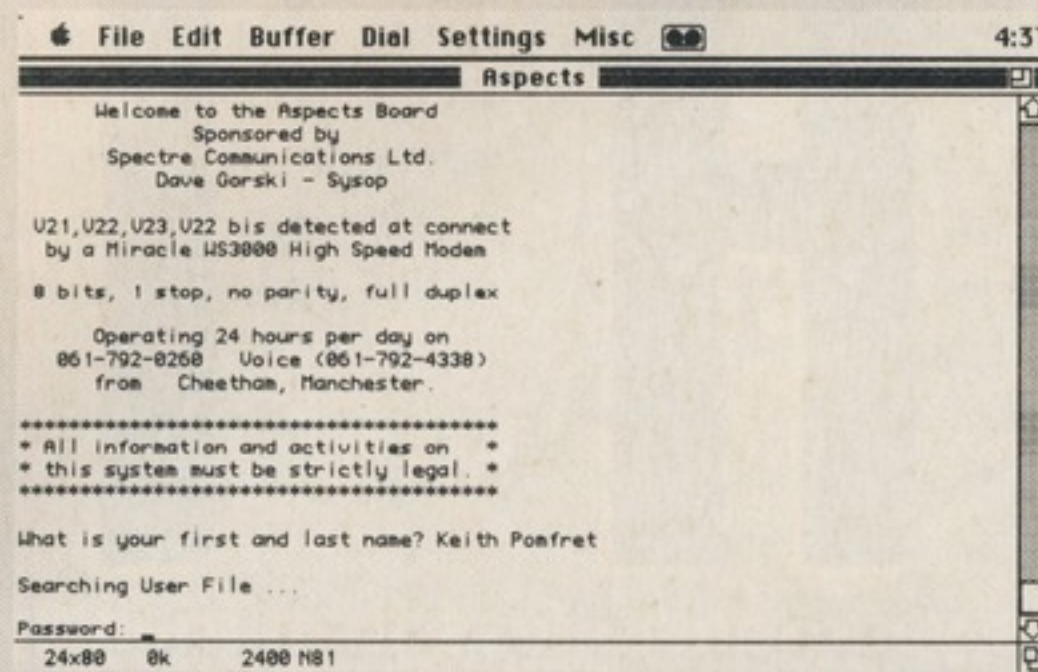 File Edit Buffer Dial Settings Misc 4:3
Aspects
Welcome to the Aspects Board
Sponsored by
Spectre Communications Ltd.
Dave Gorski - Sysop
V21,V22,V23,V22 bis detected at connect
by a Miracle WS3000 High Speed Modem
8 bits, 1 stop, no parity, full duplex
Operating 24 hours per day on
061-792-0260 Voice (061-792-4338)
from Cheetham, Manchester.
*****************************************
* All information and activities on *
* this system must be strictly legal. *
*****************************************
What is your first and last name? Keith Pomfret
Searching User File ...
Password: _
24x80 0k 2400 N81